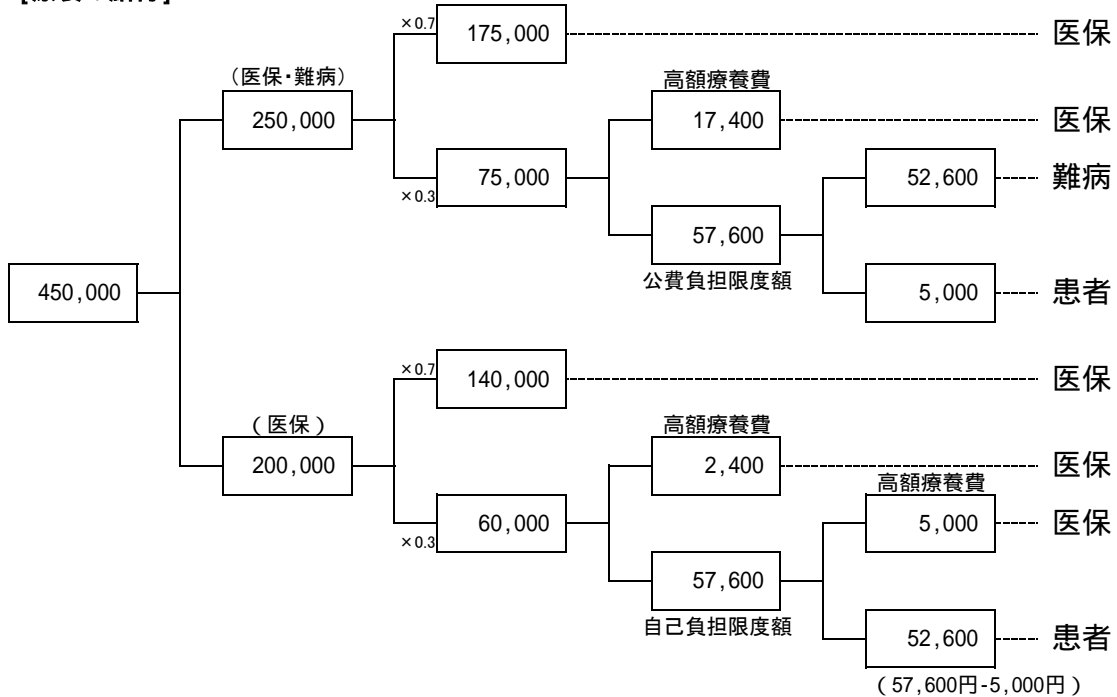 ×0.7
175,000
医保
(医保・難病)
250,000
高額療養費
17,400
医保
75,000
×0.3
52,600
難病
57,600
公費負担限度額
450,000
5,000
患者
×0.7
140,000
医保
(医保)
200,000
高額療養費
2,400
医保
60,000
×0.3
高額療養費
5,000
医保
57,600
自己負担限度額
52,600
患者
(57,600円-5,000円)